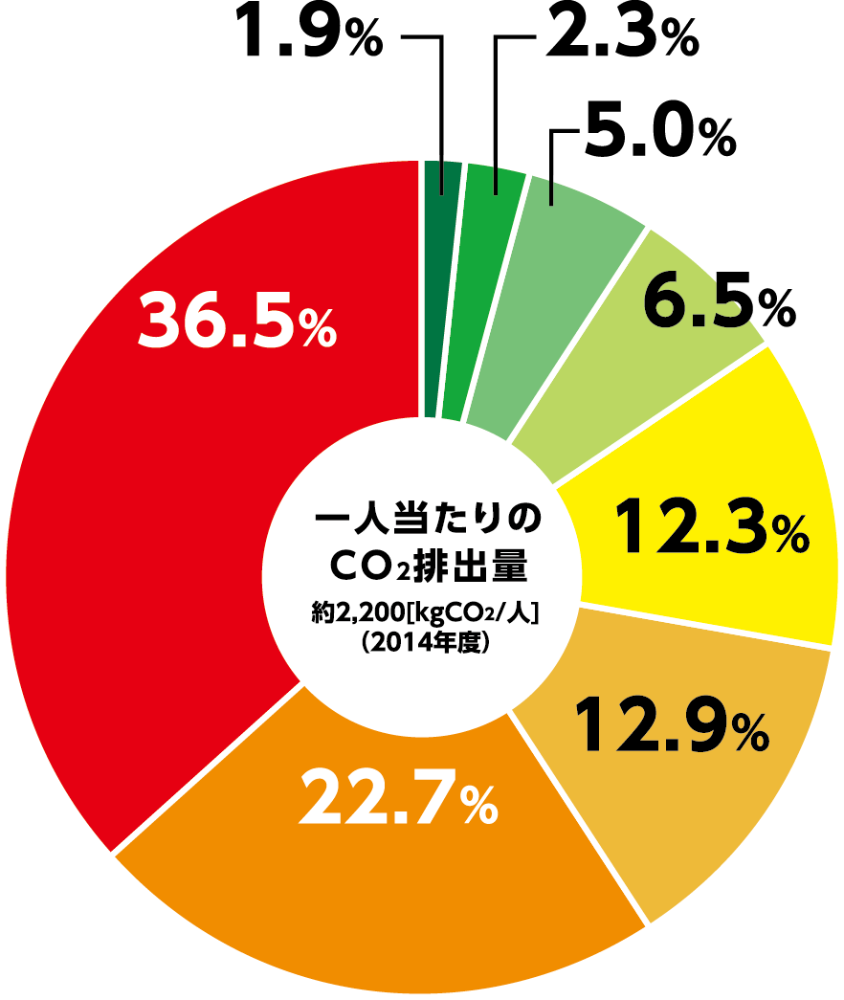 1.9%
2.3%
5.0%
6.5%
36.5%
12.3%
12.9%
22.7%
一人当たりの
CO₂排出量
約2,200[kgCO₂/人]
（2014年度）